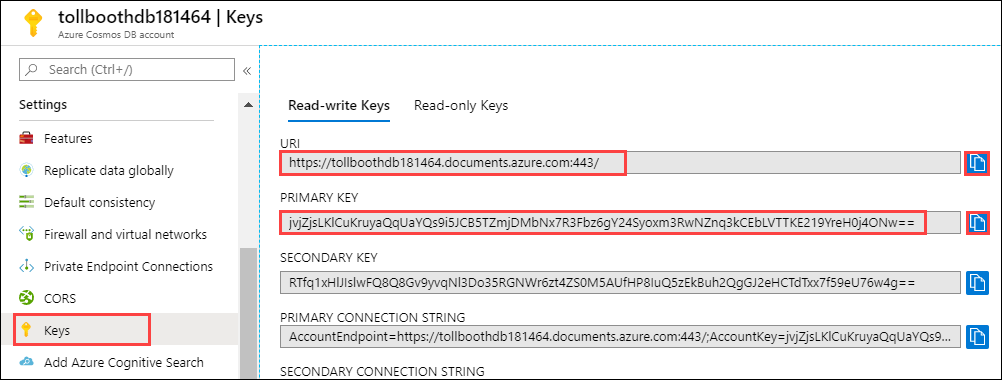 tollboothdb181464 | Keys
Azure Cosmos DB account
Search (Ctrl+/)
«
Settings
Features
Replicate data globally
Default consistency
Firewall and virtual networks
Private Endpoint Connections
CORS
Keys
Add Azure Cognitive Search
Read-write Keys Read-only Keys
URI
https://tollboothdb181464.documents.azure.com:443/
PRIMARY KEY
jvjZjsLKlCuKruyaQqUaYQs9i5JCB5TZmjDMbNx7R3Fbz6gY24Syoxm3RwNZnq3kCEbLVTTKE219YreH0j4ONw==
SECONDARY KEY
RTfq1xHlJIslwFQ8Q8Gv9yvqNl3Do35RGNWr6zt4ZS0M5AUfHP8IuQ5zEkBuh2QgGJ2eHCTdTxx7f59eU76w4g==
PRIMARY CONNECTION STRING
AccountEndpoint=https://tollboothdb181464.documents.azure.com:443/;AccountKey=jvjZjsLKlCuKruyaQqUaYQs9...
SECONDARY CONNECTION STRING